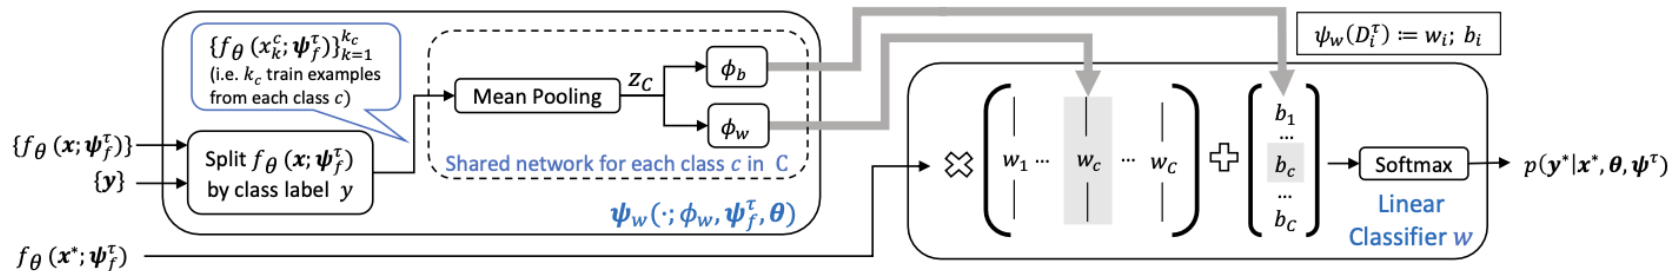 {f_θ (x_k^c; ψ_f^τ)}_{k=1}^{k_c}
(i.e. k_c train examples
from each class c)
{f_θ (x; ψ_f^τ)}
{y}
Split f_θ (x; ψ_f^τ)
by class label y
Mean Pooling
z_C
ϕ_b
ϕ_w
Shared network for each class c in C
ψ_w(·; ϕ_w, ψ_f^τ, θ)
f_θ (x*; ψ_f^τ)
ψ_w(D_i^τ) ≔ w_i; b_i
w_1 ... w_c ... w_C
b_1
...
b_c
...
b_C
Softmax
Linear
Classifier w
p(y*|x*, θ, ψ^τ)